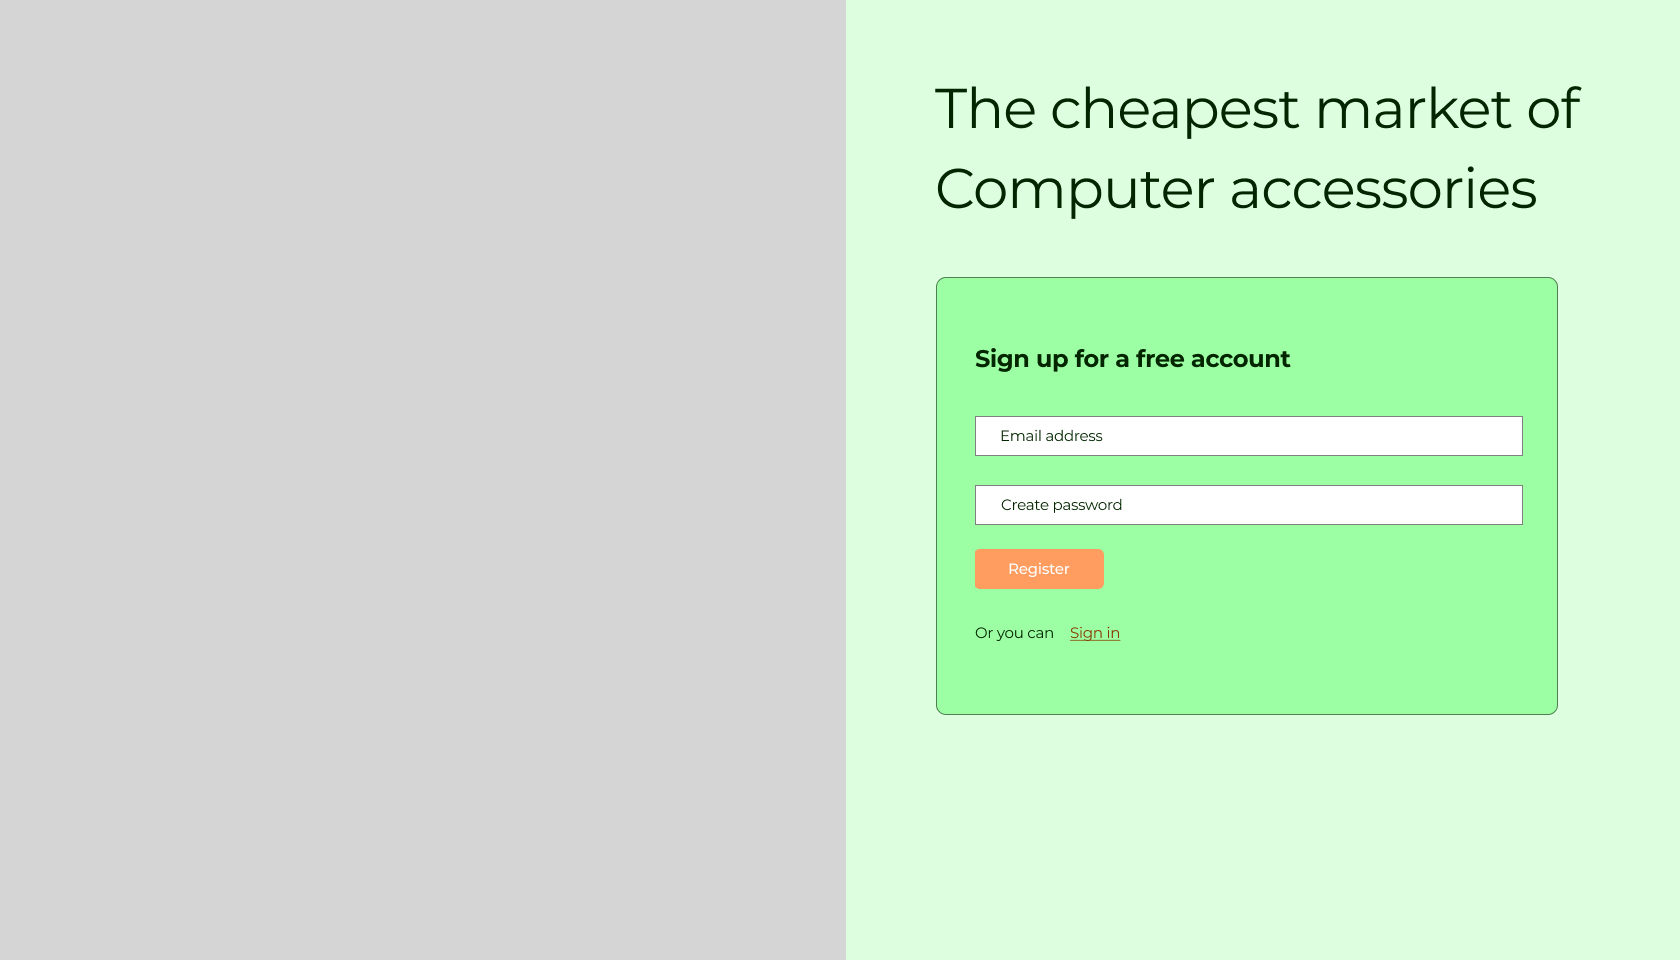 The cheapest market of
Computer accessories
Sign up for a free account
Email address
Create password
Register
Or you can Sign in